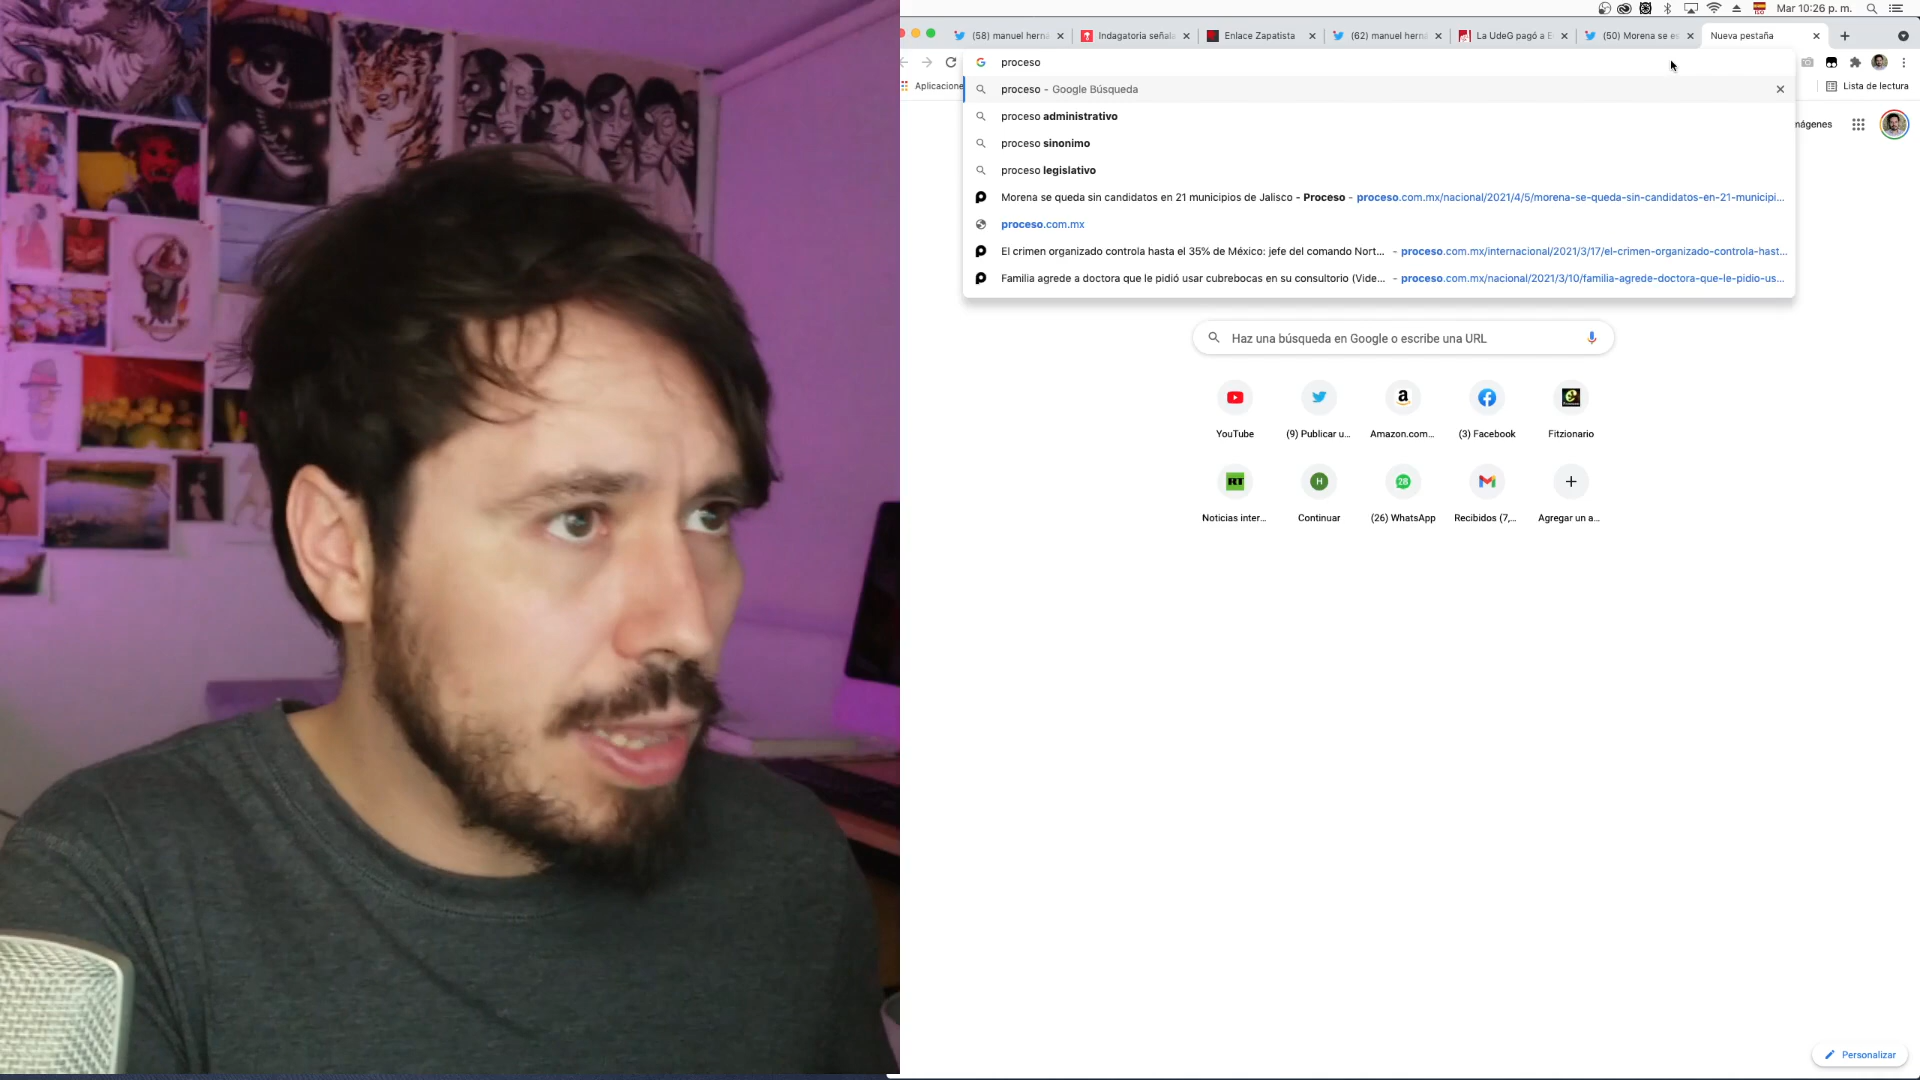 Mar 10:26 p. m.
(58) manuel hern
Indagatoria señala
Enlace Zapatista
(62) manuel hern
La UdeG pagó a E
(50) Morena se es
Nueva pestaña
proceso
Aplicacione
Lista de lectura
proceso - Google Búsqueda
proceso administrativo
proceso sinonimo
proceso legislativo
Morena se queda sin candidatos en 21 municipios de Jalisco - Proceso - proceso.com.mx/nacional/2021/4/5/morena-se-queda-sin-candidatos-en-21-municipi...
proceso.com.mx
El crimen organizado controla hasta el 35% de México: jefe del comando Nort... - proceso.com.mx/internacional/2021/3/17/el-crimen-organizado-controla-hast...
Familia agrede a doctora que le pidió usar cubrebocas en su consultorio (Vide... - proceso.com.mx/nacional/2021/3/10/familia-agrede-doctora-que-le-pidio-us...
mágenes
Haz una búsqueda en Google o escribe una URL
YouTube
(9) Publicar u...
Amazon.com...
(3) Facebook
Fitzionario
RT
H
28
Noticias inter...
Continuar
(26) WhatsApp
Recibidos (7,...
Agregar un a...
Personalizar